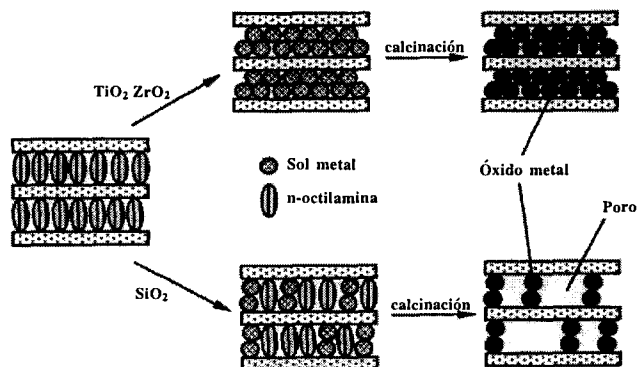 calcinación
TiO2 ZrO2
Sol metal
n-octilamina
Óxido metal
Poro
SiO2
calcinación